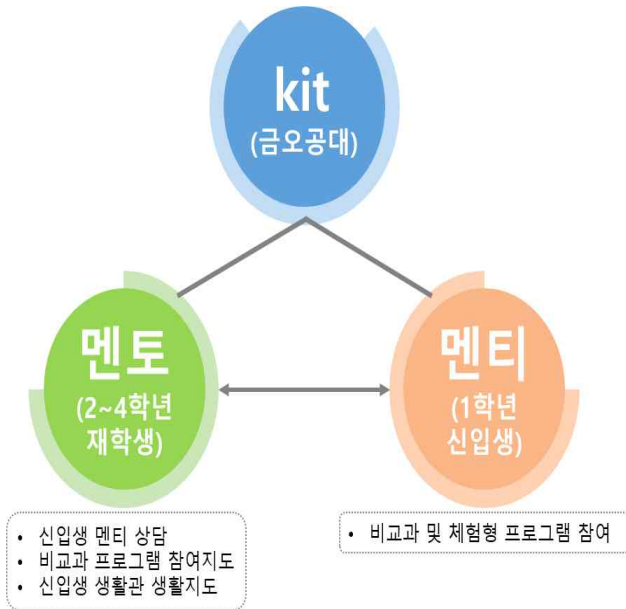 kit
(금오공대)
멘토
(2~4학년
재학생)
멘티
(1학년
신입생)
• 신입생 멘티 상담
• 비교과 프로그램 참여지도
• 신입생 생활관 생활지도
• 비교과 및 체험형 프로그램 참여